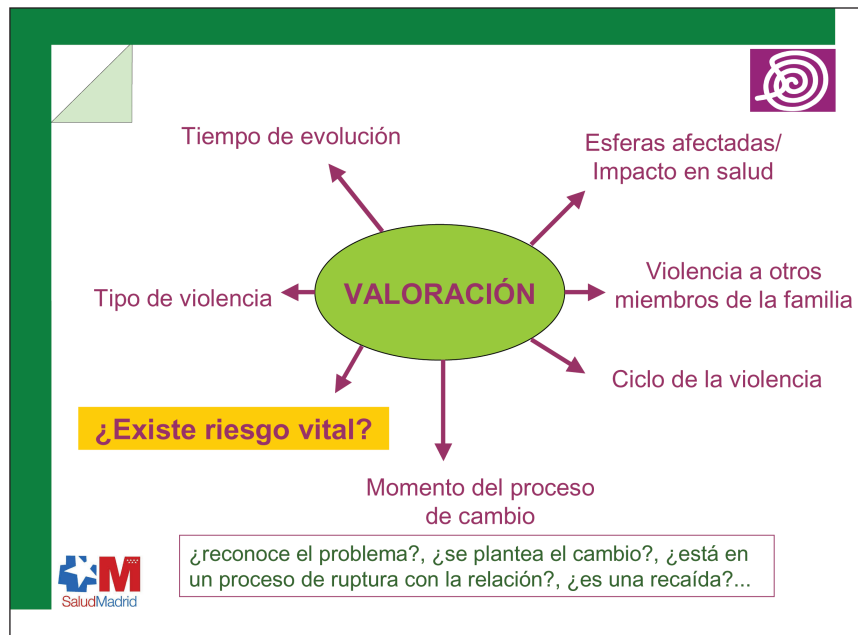 Tiempo de evolución
Esferas afectadas/
Impacto en salud
Tipo de violencia
VALORACIÓN
Violencia a otros
miembros de la familia
Ciclo de la violencia
¿Existe riesgo vital?
Momento del proceso
de cambio
¿reconoce el problema?, ¿se plantea el cambio?, ¿está en
un proceso de ruptura con la relación?, ¿es una recaída?...
M
SaludMadrid